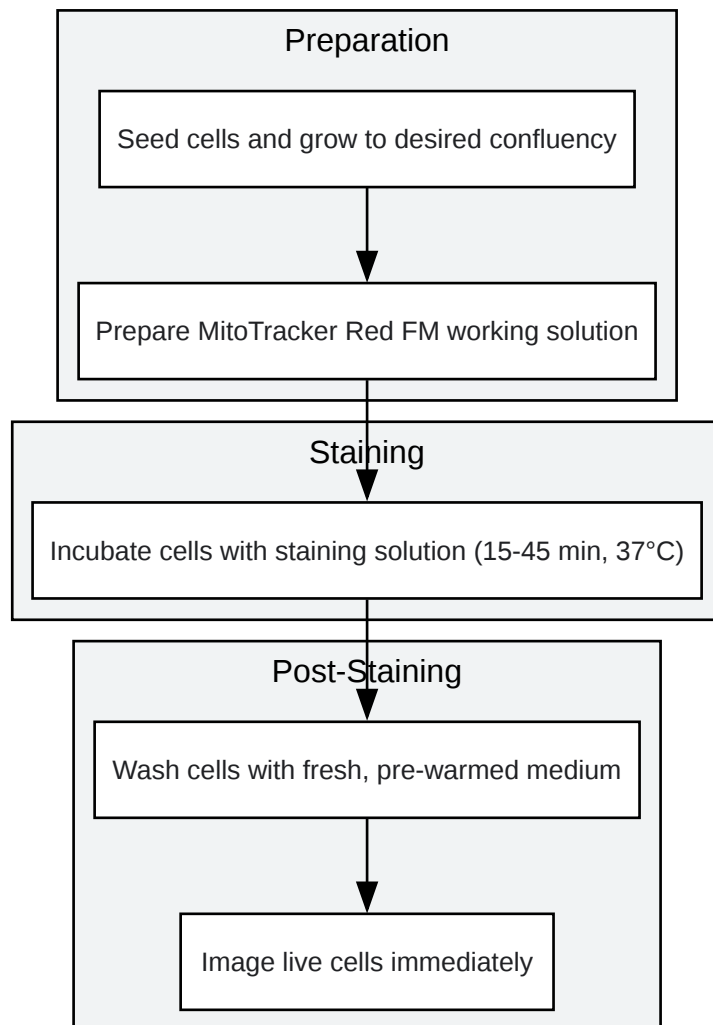 Preparation
Seed cells and grow to desired confluency
Prepare MitoTracker Red FM working solution
Staining
Incubate cells with staining solution (15-45 min, 37°C)
Post-Staining
Wash cells with fresh, pre-warmed medium
Image live cells immediately